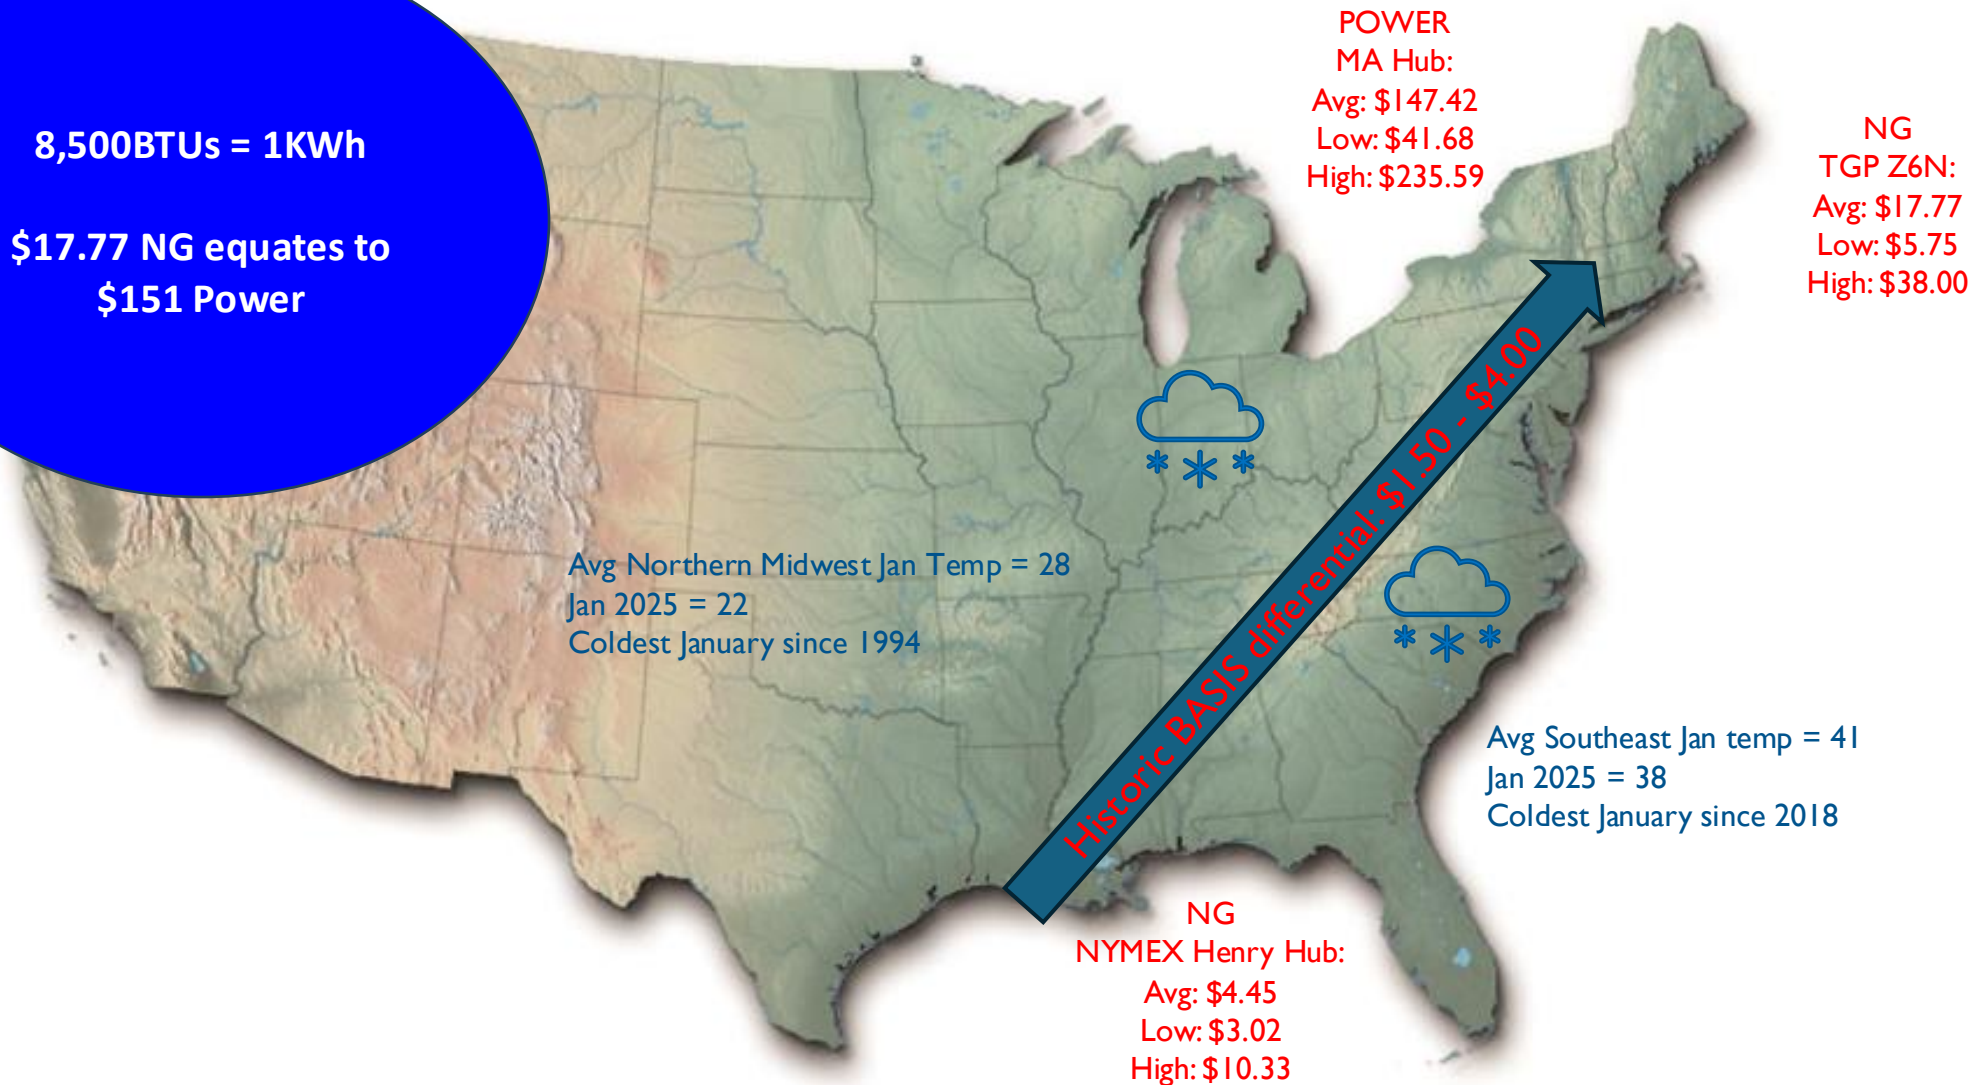 8,500BTUs = 1KWh
$17.77 NG equates to
$151 Power
POWER
MA Hub:
Avg: $147.42
Low: $41.68
High: $235.59
NG
TGP Z6N:
Avg: $17.77
Low: $5.75
High: $38.00
Historic BASIS differential: $1.50 - $4.00
Avg Northern Midwest Jan Temp = 28
Jan 2025 = 22
Coldest January since 1994
Avg Southeast Jan temp = 41
Jan 2025 = 38
Coldest January since 2018
NG
NYMEX Henry Hub:
Avg: $4.45
Low: $3.02
High: $10.33